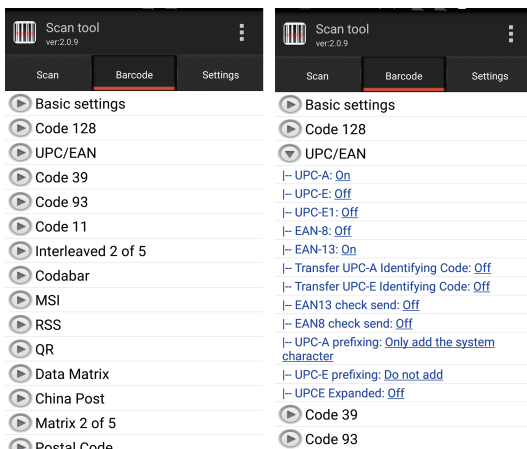 Scan tool
ver:2.0.9
Scan
Barcode
Settings
Basic settings
Code 128
UPC/EAN
Code 39
Code 93
Code 11
Interleaved 2 of 5
Codabar
MSI
RSS
QR
Data Matrix
China Post
Matrix 2 of 5
Postal Code
Scan tool
ver:2.0.9
Scan
Barcode
Settings
Basic settings
Code 128
UPC/EAN
|-- UPC-A: On
|-- UPC-E: Off
|-- UPC-E1: Off
|-- EAN-8: Off
|-- EAN-13: On
|-- Transfer UPC-A Identifying Code: Off
|-- Transfer UPC-E Identifying Code: Off
|-- EAN13 check send: Off
|-- EAN8 check send: Off
|-- UPC-A prefixing: Only add the system
character
|-- UPC-E prefixing: Do not add
|-- UPCE Expanded: Off
Code 39
Code 93